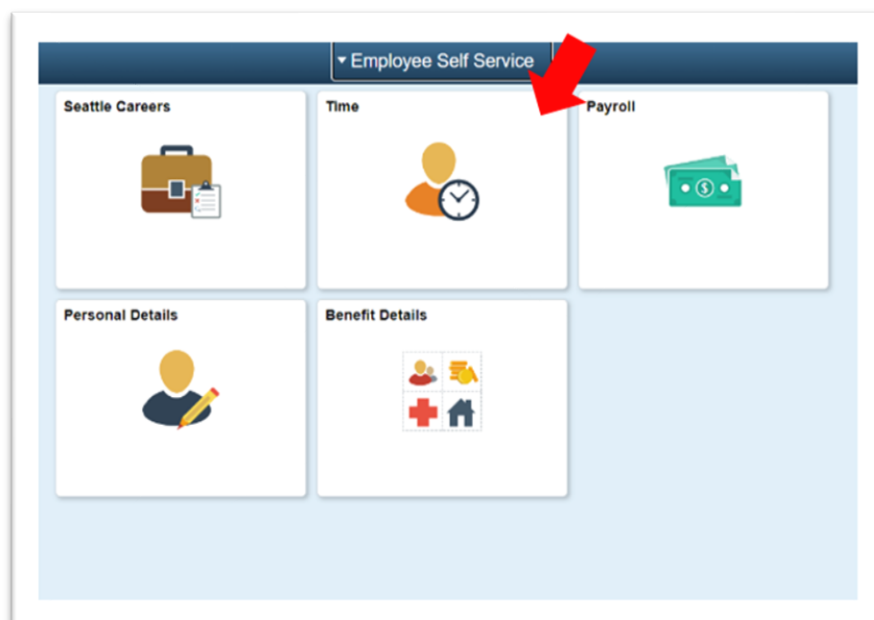 Employee Self Service
Seattle Careers
Time
Payroll
Personal Details
Benefit Details